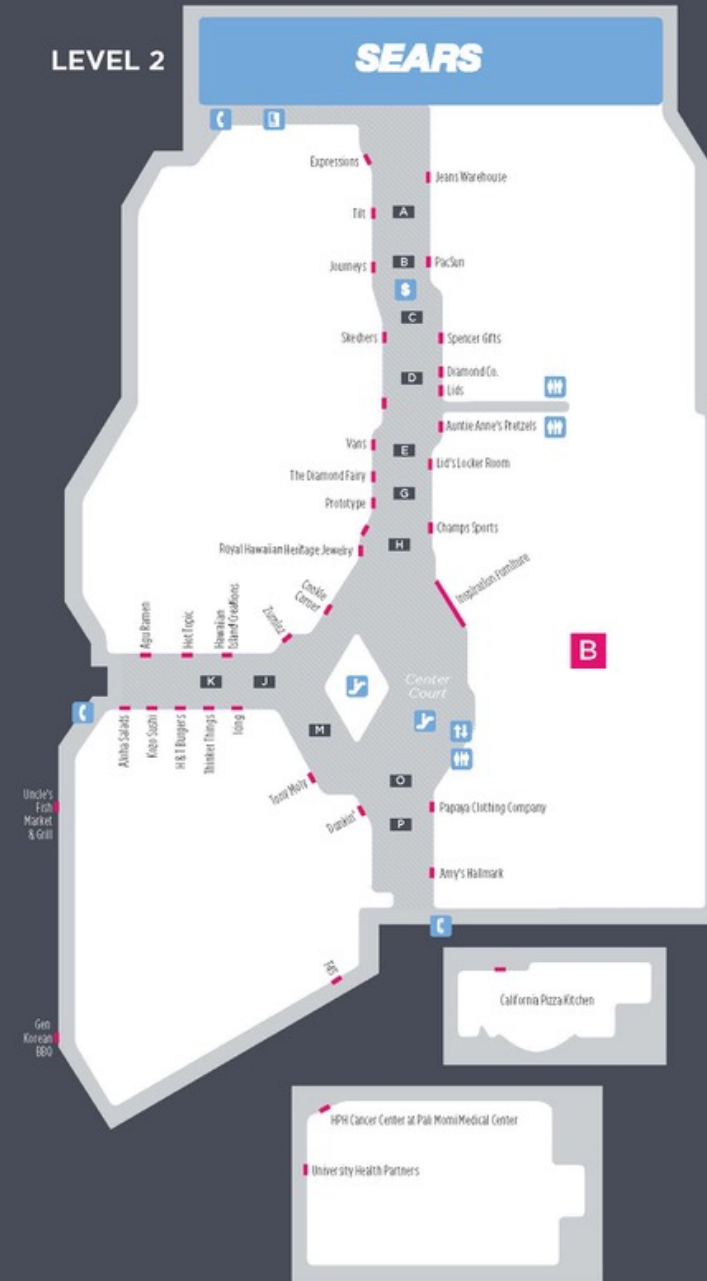 LEVEL 2
SEARS
Expressions
Jeans Warehouse
Tilt
A
Journeys
B
PacSun
$
C
Skechers
Spencer Gifts
Diamond Co.
D
Lids
Auntie Anne's Pretzels
Vans
E
Lid's Locker Room
The Diamond Fairy
G
Prototype
Champs Sports
H
Royal Hawaiian Heritage Jewelry
Inspiration Furniture
Cookie
Corner
Zumiez
Hawaiian
Island Creations
Hot Topic
Agu Ramen
B
K
J
Center
Court
Aloha Salads
Kozo Sushi
H & T Burgers
Thinker Things
M
Tony Moly
O
Uncle's
Fish
Market
& Grill
Papaya Clothing Company
Dunkin'
P
Amy's Hallmark
California Pizza Kitchen
Gen
Korean
BBQ
HPH Cancer Center at Pali Momi Medical Center
University Health Partners